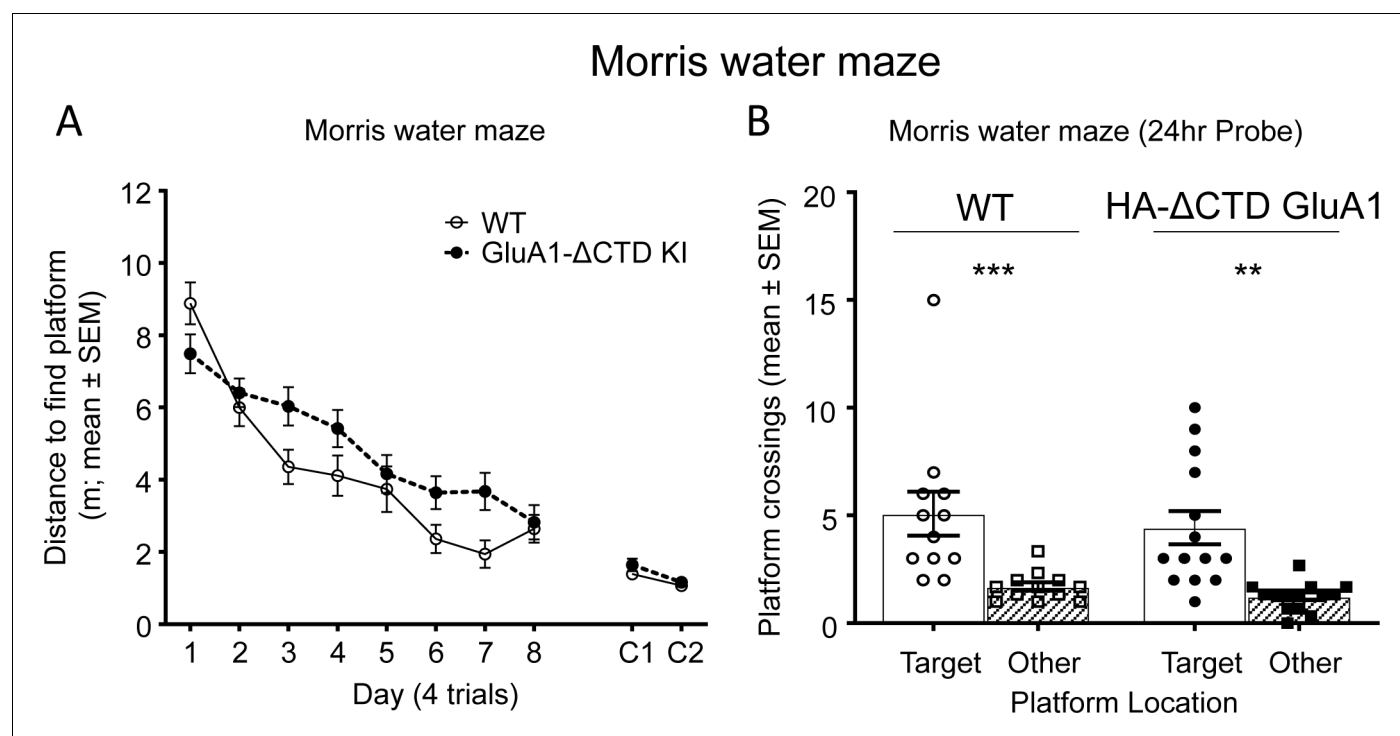 Morris water maze
A
Morris water maze
12
10
8
6
4
2
0
Distance to find platform
(m; mean ± SEM)
WT
GluA1-ΔCTD KI
1 2 3 4 5 6 7 8 C1 C2
Day (4 trials)
B
Morris water maze (24hr Probe)
20
15
10
5
0
Platform crossings (mean ± SEM)
WT HA-ΔCTD GluA1
*** **
Target Other Target Other
Platform Location